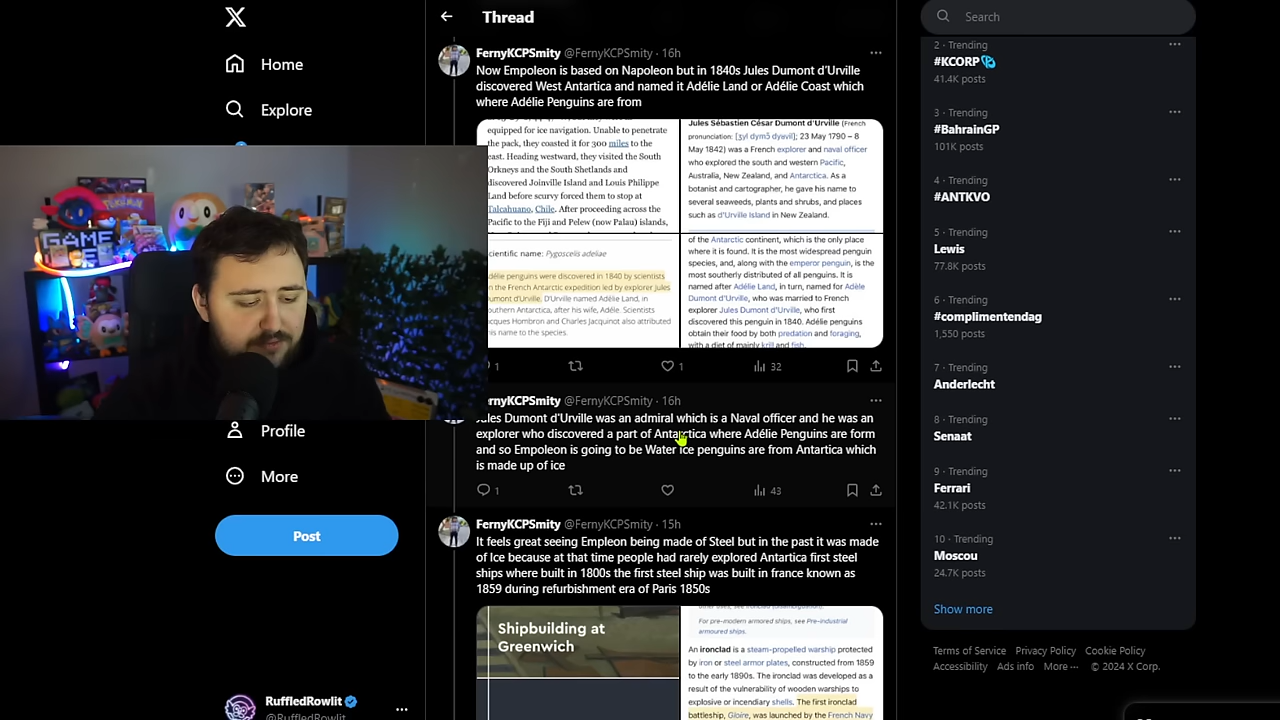 Home
Explore
Profile
More
Post
RuffledRowlit
@RuffledRowlit
Thread
FernyKCPSmity @FernyKCPSmity · 16h
Now Empoleon is based on Napoleon but in 1840s Jules Dumont d'Urville
discovered West Antartica and named it Adélie Land or Adélie Coast which
where Adélie Penguins are from
equipped for ice navigation. Unable to penetrate
the pack, they coasted it for 300 miles to the
east. Heading westward, they visited the South
Orkneys and the South Shetlands and
discovered Joinville Island and Louis Philippe
Land before scurvy forced them to stop at
Talcahuano, Chile. After proceeding across the
Pacific to the Fiji and Pelew (now Palau) islands,
Jules Sébastien César Dumont d'Urville (French
pronunciation: [ʒyl dymɔ̃ dyʁvil]; 23 May 1790 – 8
May 1842) was a French explorer and naval officer
who explored the south and western Pacific,
Australia, New Zealand, and Antarctica. As a
botanist and cartographer, he gave his name to
several seaweeds, plants and shrubs, and places
such as d'Urville Island in New Zealand.
cientific name: Pygoscelis adeliae
délie penguins were discovered in 1840 by scientists
n the French Antarctic expedition led by explorer Jules
umont d'Urville. D'Urville named Adélie Land, in
outhern Antarctica, after his wife, Adéle. Scientists
acques Hombron and Charles Jacquinot also attributed
is name to the species.
of the Antarctic continent, which is the only place
where it is found. It is the most widespread penguin
species, and, along with the emperor penguin, is the
most southerly distributed of all penguins. It is
named after Adélie Land, in turn, named for Adèle
Dumont d'Urville, who was married to French
explorer Jules Dumont d'Urville, who first
discovered this penguin in 1840. Adélie penguins
obtain their food by both predation and foraging,
with a diet of mainly krill and fish.
1
1
32
rnyKCPSmity @FernyKCPSmity · 16h
Jules Dumont d'Urville was an admiral which is a Naval officer and he was an
explorer who discovered a part of Antarctica where Adélie Penguins are form
and so Empoleon is going to be Water Ice penguins are from Antartica which
is made up of ice
1
43
FernyKCPSmity @FernyKCPSmity · 15h
It feels great seeing Empleon being made of Steel but in the past it was made
of Ice because at that time people had rarely explored Antartica first steel
ships where built in 1800s the first steel ship was built in france known as
1859 during refurbishment era of Paris 1850s
Shipbuilding at
Greenwich
For pre-modern armored ships, see Pre-industrial
armoured ships.
An ironclad is a steam-propelled warship protected
by iron or steel armor plates, constructed from 1859
to the early 1890s. The ironclad was developed as a
result of the vulnerability of wooden warships to
explosive or incendiary shells. The first ironclad
battleship, Gloire, was launched by the French Navy
Search
2 · Trending
#KCORP
41.4K posts
3 · Trending
#BahrainGP
101K posts
4 · Trending
#ANTKVO
5 · Trending
Lewis
77.8K posts
6 · Trending
#complimentendag
1,550 posts
7 · Trending
Anderlecht
8 · Trending
Senaat
9 · Trending
Ferrari
42.1K posts
10 · Trending
Moscou
24.7K posts
Show more
Terms of Service Privacy Policy Cookie Policy
Accessibility Ads info More ··· © 2024 X Corp.
GAME